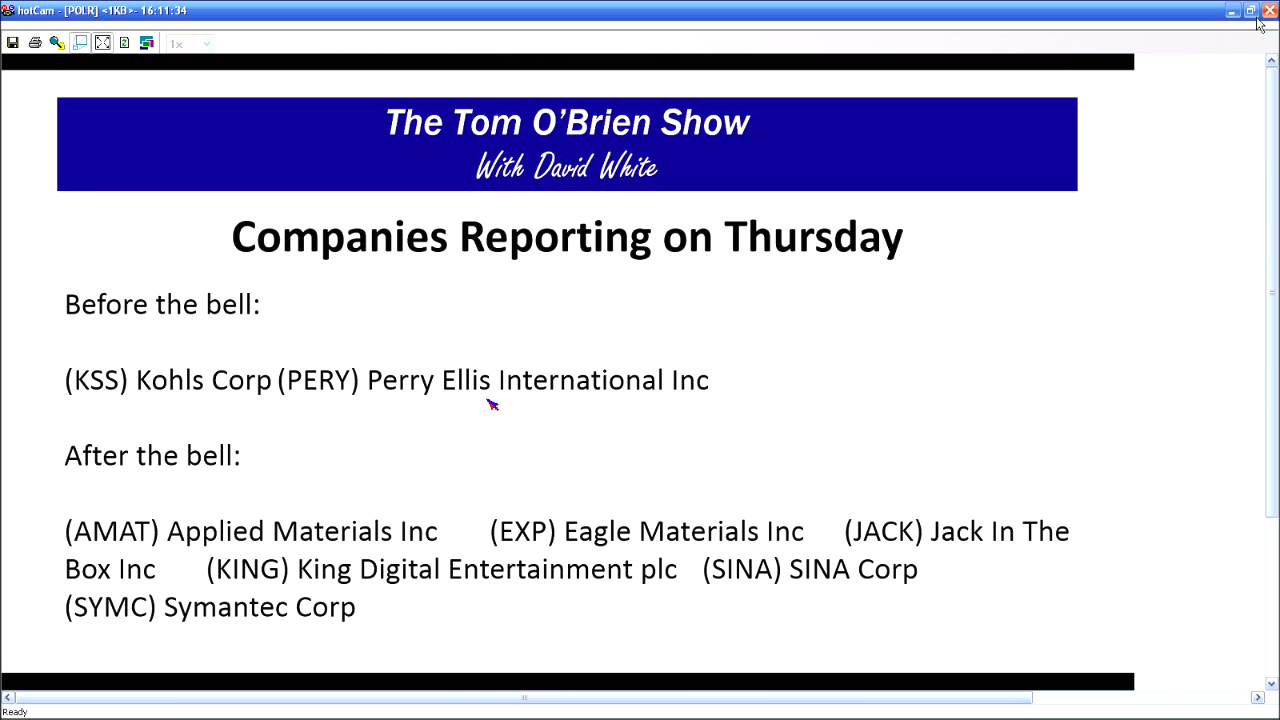 hotCam - [POLR] <1KB>- 16:11:34
1x
The Tom O’Brien Show
With David White
Companies Reporting on Thursday
Before the bell:
(KSS) Kohls Corp (PERY) Perry Ellis International Inc
After the bell:
(AMAT) Applied Materials Inc (EXP) Eagle Materials Inc (JACK) Jack In The
Box Inc (KING) King Digital Entertainment plc (SINA) SINA Corp
(SYMC) Symantec Corp
Ready